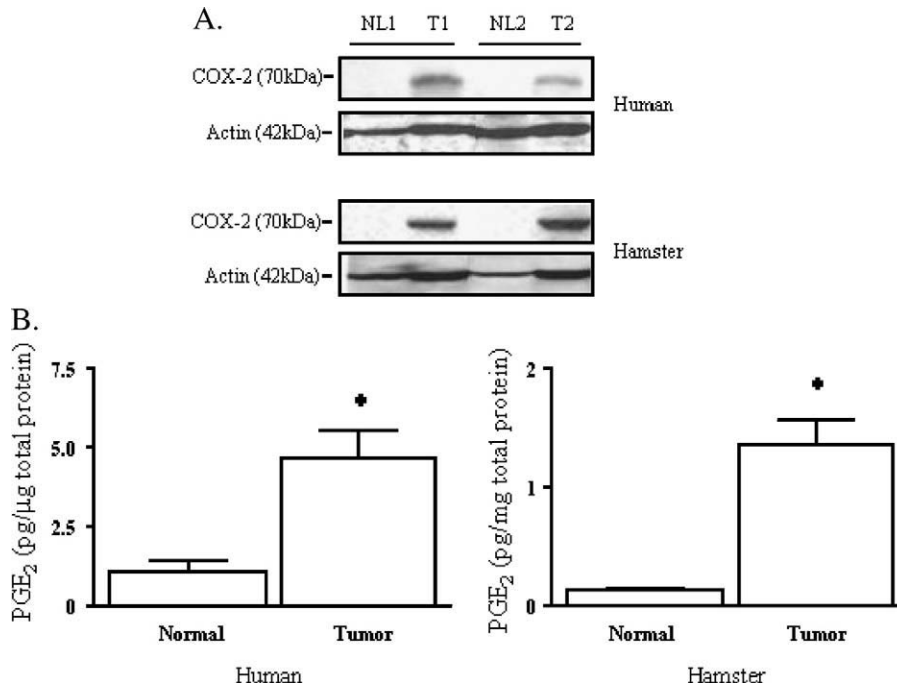 A.
NL1 T1 NL2 T2
COX-2 (70kDa)
Human
Actin (42kDa)
COX-2 (70kDa)
Hamster
Actin (42kDa)
B.
PGE2 (pg/μg total protein)
7.5
5.0
2.5
0
Normal Tumor
Human
PGE2 (pg/mg total protein)
2
1
0
Normal Tumor
Hamster